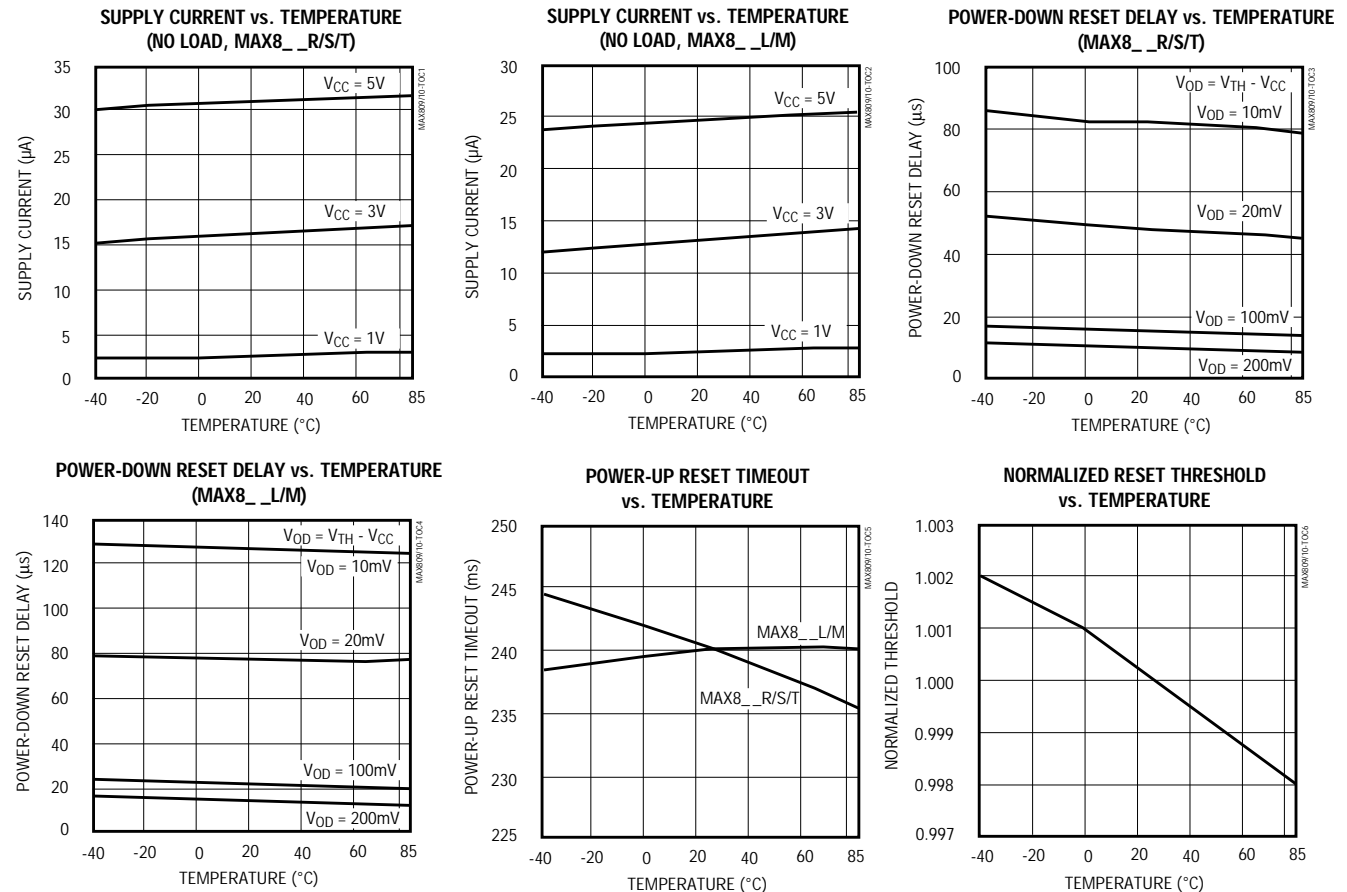 SUPPLY CURRENT vs. TEMPERATURE
(NO LOAD, MAX8_ _R/S/T)
35
30
25
20
15
10
5
0
SUPPLY CURRENT (µA)
VCC = 5V
VCC = 3V
VCC = 1V
MAX809/10-TOC1
-40 -20 0 20 40 60 85
TEMPERATURE (°C)
SUPPLY CURRENT vs. TEMPERATURE
(NO LOAD, MAX8_ _L/M)
30
25
20
15
10
5
0
SUPPLY CURRENT (µA)
VCC = 5V
VCC = 3V
VCC = 1V
MAX809/10-TOC2
-40 -20 0 20 40 60 85
TEMPERATURE (°C)
POWER-DOWN RESET DELAY vs. TEMPERATURE
(MAX8_ _R/S/T)
100
80
60
40
20
0
POWER-DOWN RESET DELAY (µs)
VOD = VTH - VCC
VOD = 10mV
VOD = 20mV
VOD = 100mV
VOD = 200mV
MAX809/10-TOC3
-40 -20 0 20 40 60 85
TEMPERATURE (°C)
POWER-DOWN RESET DELAY vs. TEMPERATURE
(MAX8_ _L/M)
140
120
100
80
60
40
20
0
POWER-DOWN RESET DELAY (µs)
VOD = VTH - VCC
VOD = 10mV
VOD = 20mV
VOD = 100mV
VOD = 200mV
MAX809/10-TOC4
-40 -20 0 20 40 60 85
TEMPERATURE (°C)
POWER-UP RESET TIMEOUT
vs. TEMPERATURE
250
245
240
235
230
225
POWER-UP RESET TIMEOUT (ms)
MAX8_ _L/M
MAX8_ _R/S/T
MAX809/10-TOC5
-40 -20 0 20 40 60 85
TEMPERATURE (°C)
NORMALIZED RESET THRESHOLD
vs. TEMPERATURE
1.003
1.002
1.001
1.000
0.999
0.998
0.997
NORMALIZED THRESHOLD
MAX809/10-TOC6
-40 -20 0 20 40 60 85
TEMPERATURE (°C)